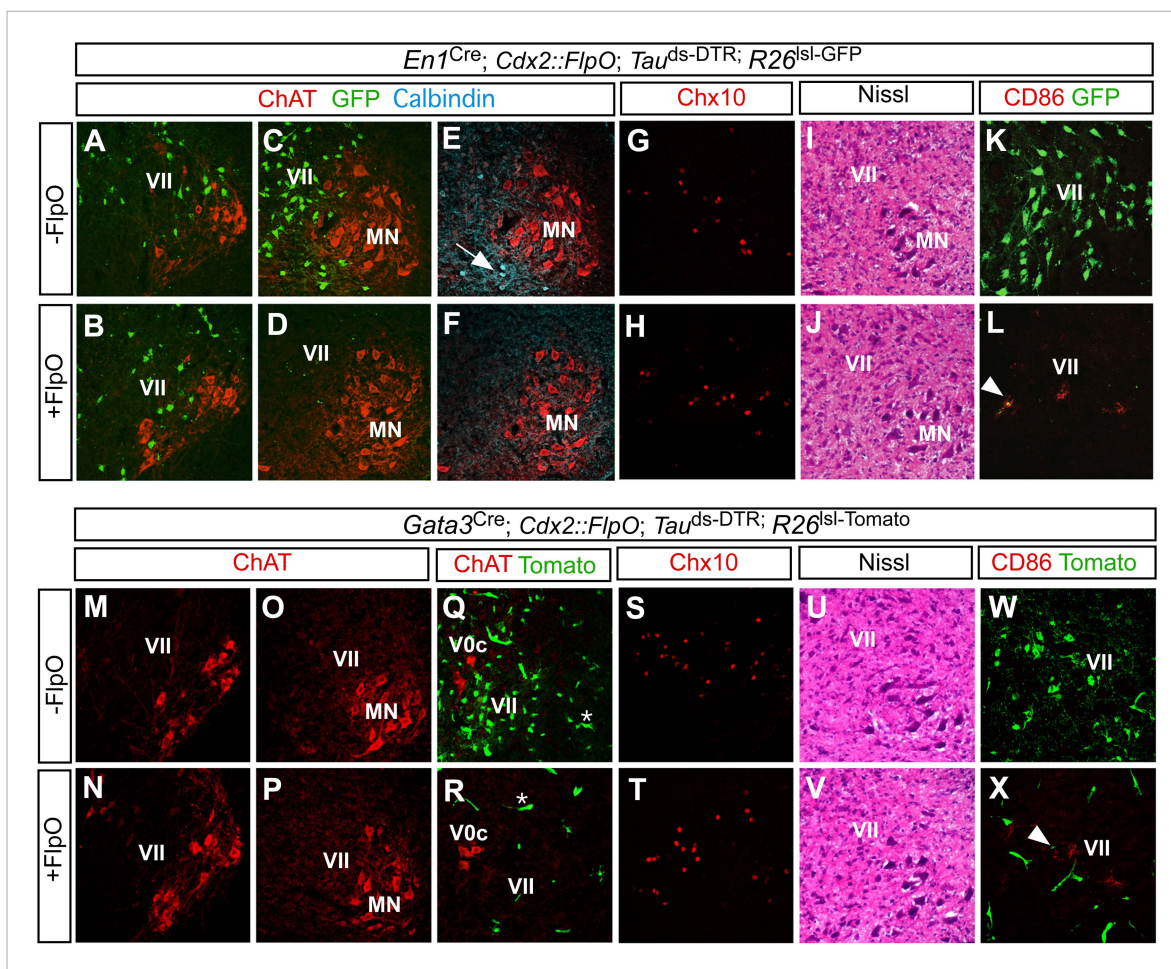 En1Cre; Cdx2::FlpO; Tauds-DTR; R26lsl-GFP
ChAT GFP Calbindin
Chx10
Nissl
CD86 GFP
-FlpO
A
VII
C
VII
MN
E
MN
G
I
VII
MN
K
VII
+FlpO
B
VII
D
VII
MN
F
MN
H
J
VII
MN
L
VII
Gata3Cre; Cdx2::FlpO; Tauds-DTR; R26lsl-Tomato
ChAT
ChAT Tomato
Chx10
Nissl
CD86 Tomato
-FlpO
M
VII
O
VII
MN
Q
V0c
VII
*
S
U
VII
W
VII
+FlpO
N
VII
P
VII
MN
R
*
V0c
VII
T
V
VII
X
VII